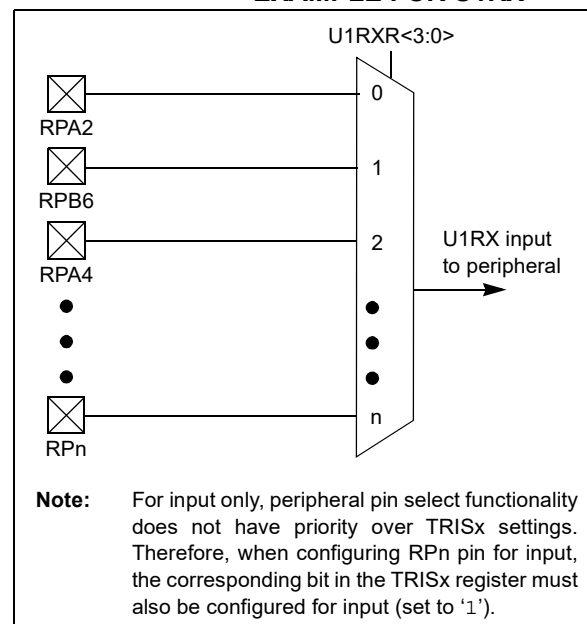 U1RXR<3:0>
RPA2
0
RPB6
1
RPA4
2
U1RX input
to peripheral
RPn
n
Note: For input only, peripheral pin select functionality
does not have priority over TRISx settings.
Therefore, when configuring RPn pin for input,
the corresponding bit in the TRISx register must
also be configured for input (set to ‘1’).